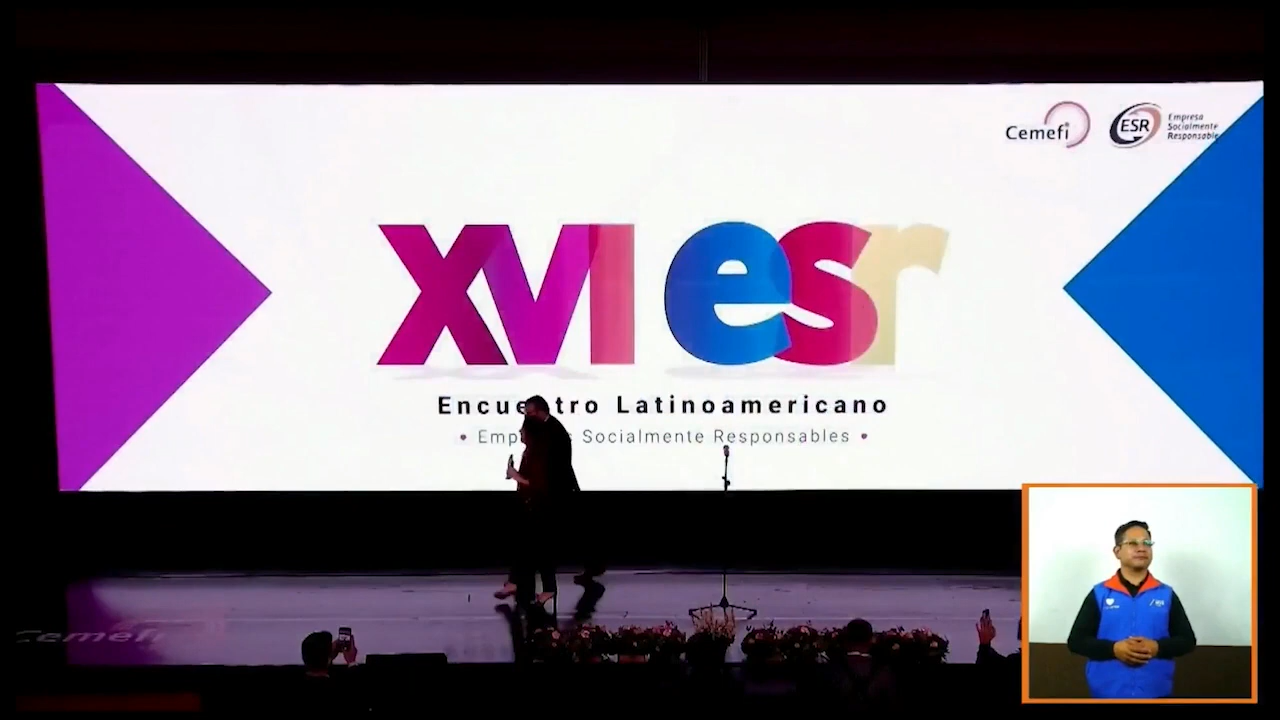 Cemefi
ESR
Empresa
Socialmente
Responsable
XVI esr
Encuentro Latinoamericano
• Socialmente Responsables •
Cemefi